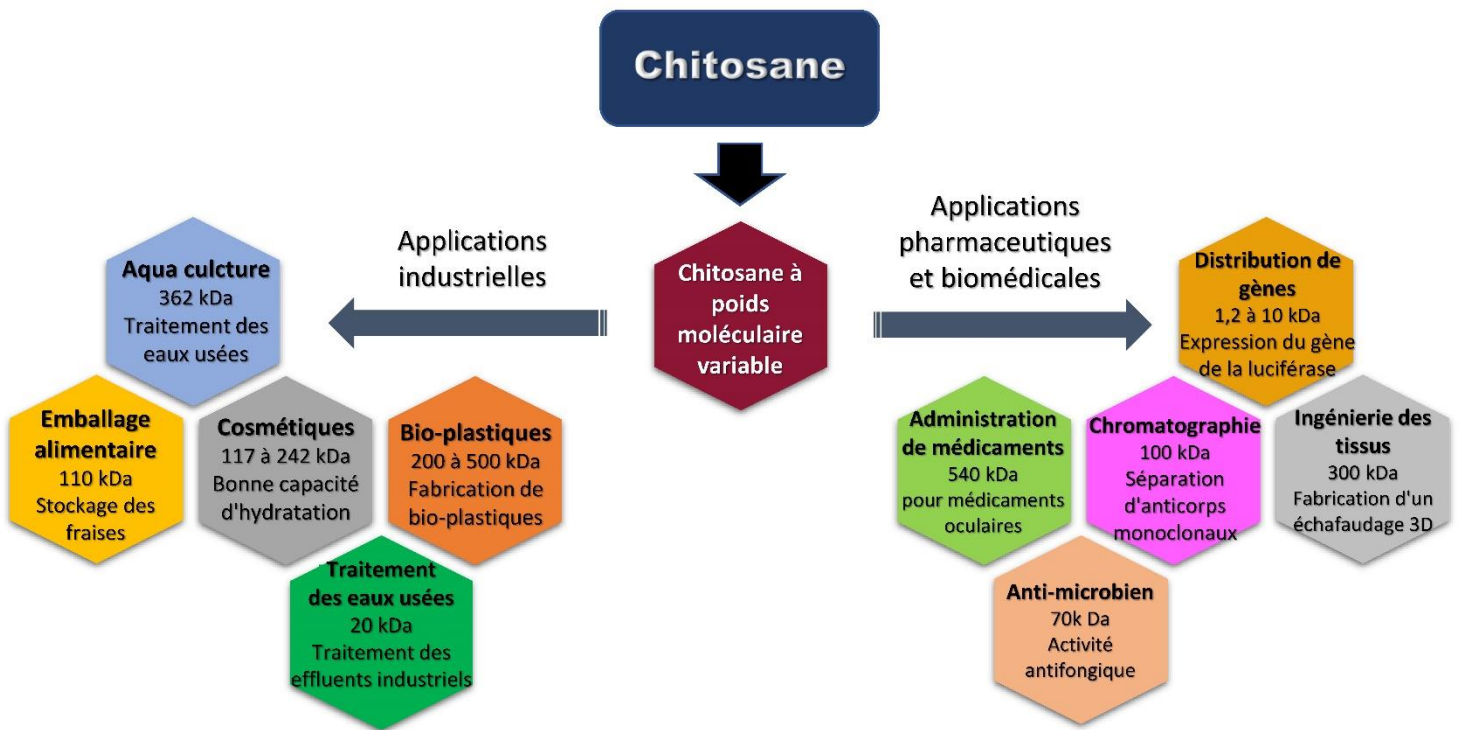 Chitosane
Applications
industrielles
Chitosane à
poids
moléculaire
variable
Applications
pharmaceutiques
et biomédicales
Aqua culcture
362 kDa
Traitement des
eaux usées
Emballage
alimentaire
110 kDa
Stockage des
fraises
Cosmétiques
117 à 242 kDa
Bonne capacité
d'hydratation
Bio-plastiques
200 à 500 kDa
Fabrication de
bio-plastiques
Traitement
des eaux usées
20 kDa
Traitement des
effluents industriels
Distribution de
gènes
1,2 à 10 kDa
Expression du gène
de la luciférase
Administration
de médicaments
540 kDa
pour médicaments
oculaires
Chromatographie
100 kDa
Séparation
d'anticorps
monoclonaux
Ingénierie des
tissus
300 kDa
Fabrication d'un
échafaudage 3D
Anti-microbien
70k Da
Activité
antifongique